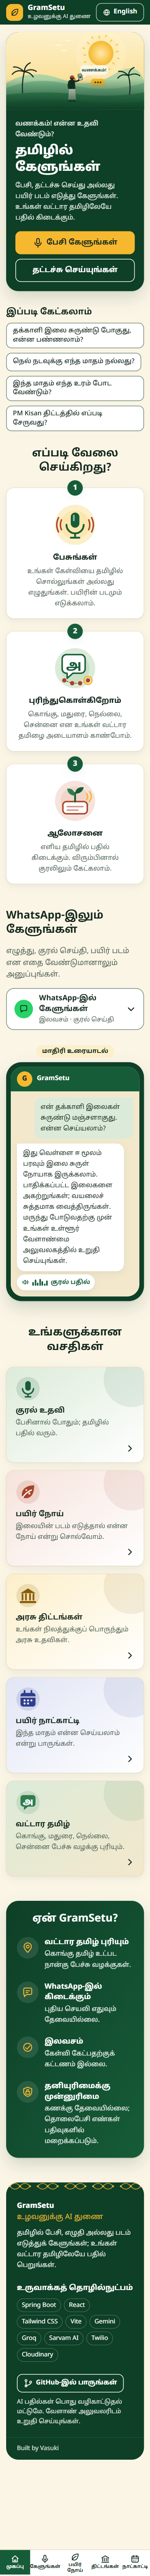 GramSetu
உழவனுக்கு AI துணை
English
வணக்கம்!
வணக்கம்! என்ன உதவி
வேண்டும்?
தமிழில்
கேளுங்கள்
பேசி, தட்டச்சு செய்து அல்லது
பயிர் படம் எடுத்து கேளுங்கள்.
உங்கள் வட்டார தமிழிலேயே
பதில் கிடைக்கும்.
பேசி கேளுங்கள்
தட்டச்சு செய்யுங்கள்
இப்படி கேட்கலாம்
தக்காளி இலை சுருண்டு போகுது,
என்ன பண்ணலாம்?
நெல் நடவுக்கு எந்த மாதம் நல்லது?
இந்த மாதம் எந்த உரம் போட
வேண்டும்?
PM Kisan திட்டத்தில் எப்படி
சேருவது?
எப்படி வேலை
செய்கிறது?
1
பேசுங்கள்
உங்கள் கேள்வியை தமிழில்
சொல்லுங்கள் அல்லது
எழுதுங்கள். பயிரின் படமும்
எடுக்கலாம்.
2
அ
புரிந்துகொள்கிறோம்
கொங்கு, மதுரை, நெல்லை,
சென்னை என உங்கள் வட்டார
தமிழை அடையாளம் காண்போம்.
3
ஆலோசனை
எளிய தமிழில் பதில்
கிடைக்கும். விரும்பினால்
குரலிலும் கேட்கலாம்.
WhatsApp-இலும்
கேளுங்கள்
எழுத்து, குரல் செய்தி, பயிர் படம்
என எதை வேண்டுமானாலும்
அனுப்புங்கள்.
WhatsApp-இல்
கேளுங்கள்
இலவசம் · குரல் செய்தி
மாதிரி உரையாடல்
G
GramSetu
என் தக்காளி இலைகள்
சுருண்டு மஞ்சளாகுது.
என்ன செய்யலாம்?
இது வெள்ளை ஈ மூலம்
பரவும் இலை சுருள்
நோயாக இருக்கலாம்.
பாதிக்கப்பட்ட இலைகளை
அகற்றுங்கள்; வயலைச்
சுத்தமாக வைத்திருங்கள்.
மருந்து போடுவதற்கு முன்
உங்கள் உள்ளூர்
வேளாண்மை
அலுவலகத்தில் உறுதி
செய்யுங்கள்.
குரல் பதில்
உங்களுக்கான
வசதிகள்
குரல் உதவி
பேசினால் போதும்; தமிழில்
பதில் வரும்.
பயிர் நோய்
இலையின் படம் எடுத்தால் என்ன
நோய் என்று சொல்வோம்.
அரசு திட்டங்கள்
உங்கள் நிலத்துக்குப் பொருந்தும்
அரசு உதவிகள்.
பயிர் நாட்காட்டி
இந்த மாதம் என்ன செய்யலாம்
என்று பாருங்கள்.
அ
வட்டார தமிழ்
கொங்கு, மதுரை, நெல்லை,
சென்னை பேச்சு வழக்கு புரியும்.
ஏன் GramSetu?
வட்டார தமிழ் புரியும்
கொங்கு தமிழ் உட்பட
நான்கு பேச்சு வழக்குகள்.
WhatsApp-இல்
கிடைக்கும்
புதிய செயலி எதுவும்
தேவையில்லை.
இலவசம்
கேள்வி கேட்பதற்குக்
கட்டணம் இல்லை.
தனியுரிமைக்கு
முன்னுரிமை
கணக்கு தேவையில்லை;
தொலைபேசி எண்கள்
பதிவுகளில்
மறைக்கப்படும்.
GramSetu
உழவனுக்கு AI துணை
தமிழில் பேசி, எழுதி அல்லது படம்
எடுத்துக் கேளுங்கள்; உங்கள்
வட்டார தமிழிலேயே பதில்
பெறுங்கள்.
உருவாக்கத் தொழில்நுட்பம்
Spring Boot
React
Tailwind CSS
Vite
Gemini
Groq
Sarvam AI
Twilio
Cloudinary
GitHub-இல் பாருங்கள்
AI பதில்கள் பொது வழிகாட்டுதல்
மட்டுமே. வேளாண் அலுவலரிடம்
உறுதி செய்யுங்கள்.
Built by Vasuki
முகப்பு
கேளுங்கள்
பயிர்
நோய்
திட்டங்கள்
நாட்காட்டி